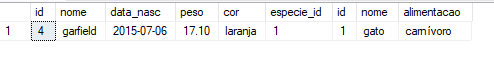 id nome data_nasc peso cor especie_id id nome alimentacao
1 4 garfield 2015-07-06 17.10 laranja 1 1 gato carnívoro